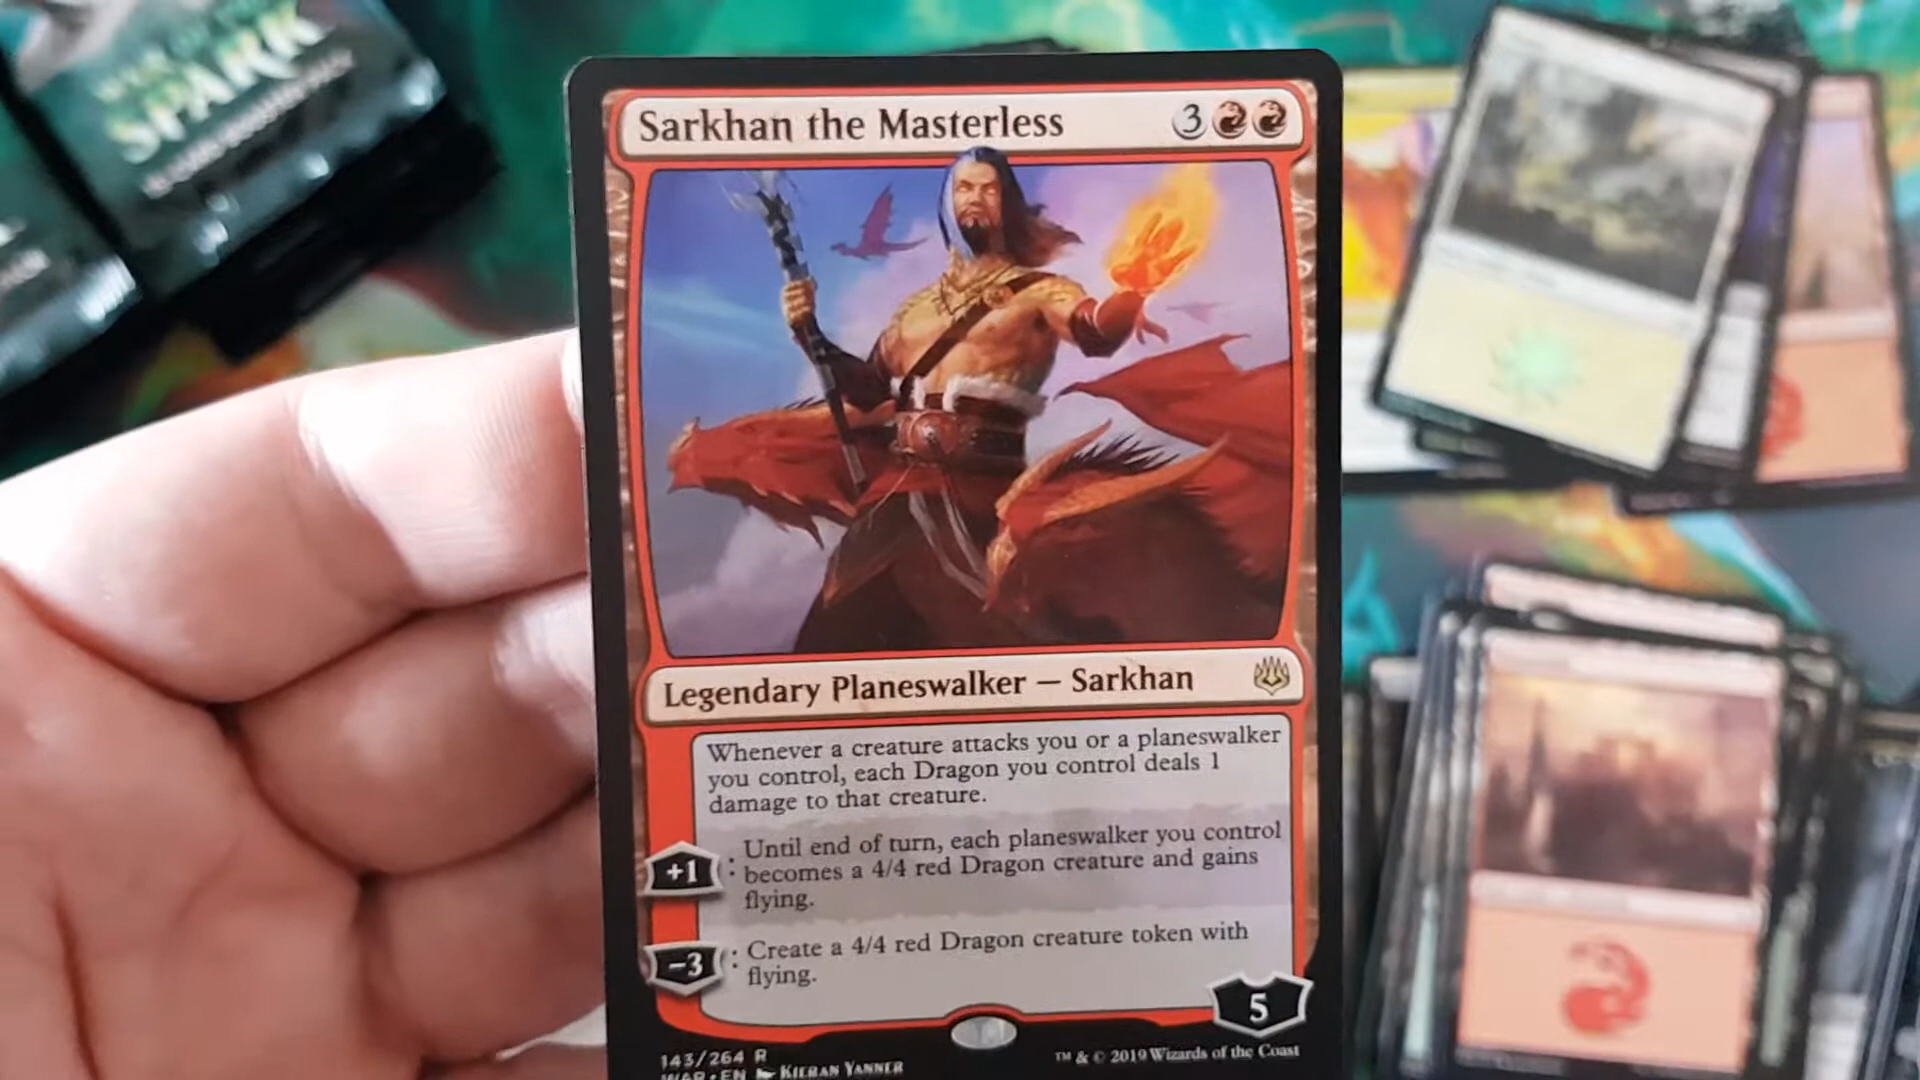 SPARK
Sarkhan the Masterless 3
Legendary Planeswalker — Sarkhan
Whenever a creature attacks you or a planeswalker
you control, each Dragon you control deals 1
damage to that creature.
+1 : Until end of turn, each planeswalker you control
becomes a 4/4 red Dragon creature and gains
flying.
−3 : Create a 4/4 red Dragon creature token with
flying.
5
143/264 R
WAR • EN KIERAN YANNER
™ & © 2019 Wizards of the Coast